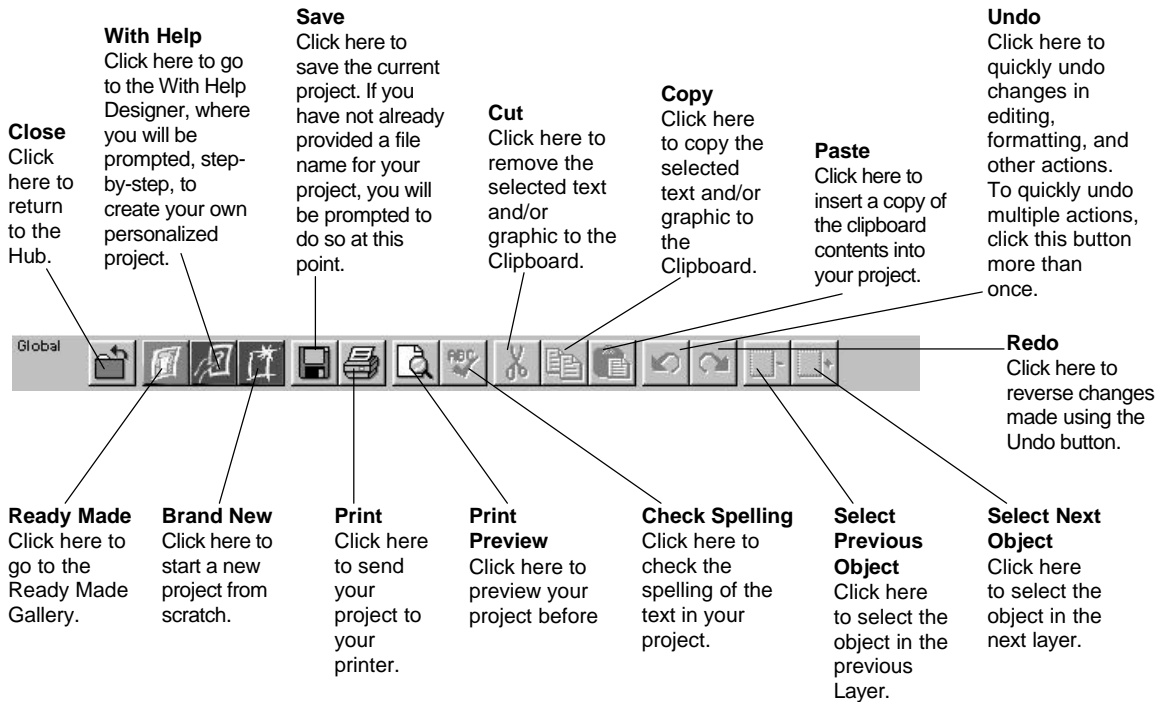 Close
Click
here to
return
to the
Hub.
With Help
Click here to go
to the With Help
Designer, where
you will be
prompted, step-
by-step, to
create your own
personalized
project.
Save
Click here to
save the current
project. If you
have not already
provided a file
name for your
project, you will
be prompted to
do so at this
point.
Cut
Click here to
remove the
selected text
and/or
graphic to the
Clipboard.
Copy
Click here
to copy the
selected
text and/or
graphic to
the
Clipboard.
Paste
Click here to
insert a copy of
the clipboard
contents into
your project.
Undo
Click here to
quickly undo
changes in
editing,
formatting, and
other actions.
To quickly undo
multiple actions,
click this button
more than
once.
Global
ABC
Redo
Click here to
reverse changes
made using the
Undo button.
Ready Made
Click here to
go to the
Ready Made
Gallery.
Brand New
Click here to
start a new
project from
scratch.
Print
Click here
to send
your
project to
your
printer.
Print
Preview
Click here to
preview your
project before
Check Spelling
Click here to
check the
spelling of the
text in your
project.
Select
Previous
Object
Click here
to select the
object in the
previous
Layer.
Select Next
Object
Click here
to select the
object in the
next layer.